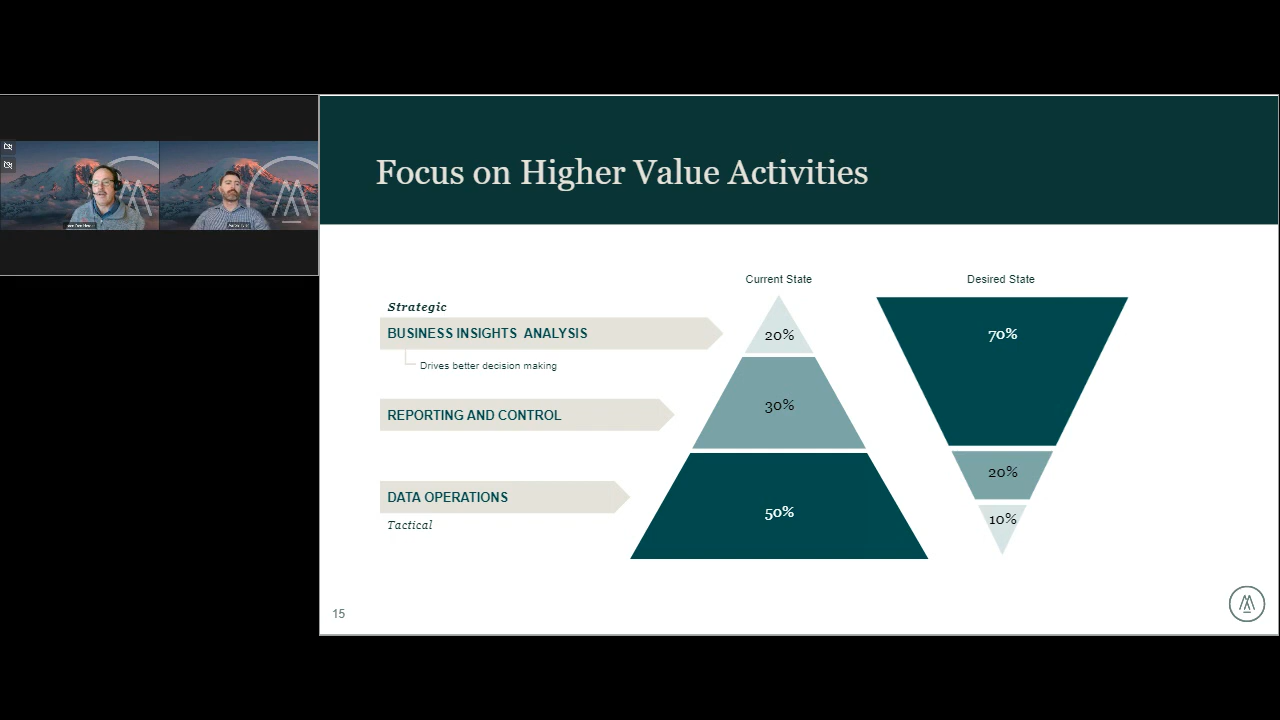 Focus on Higher Value Activities
Current State
Desired State
Strategic
BUSINESS INSIGHTS ANALYSIS
Drives better decision making
REPORTING AND CONTROL
DATA OPERATIONS
Tactical
20%
30%
50%
70%
20%
10%
15